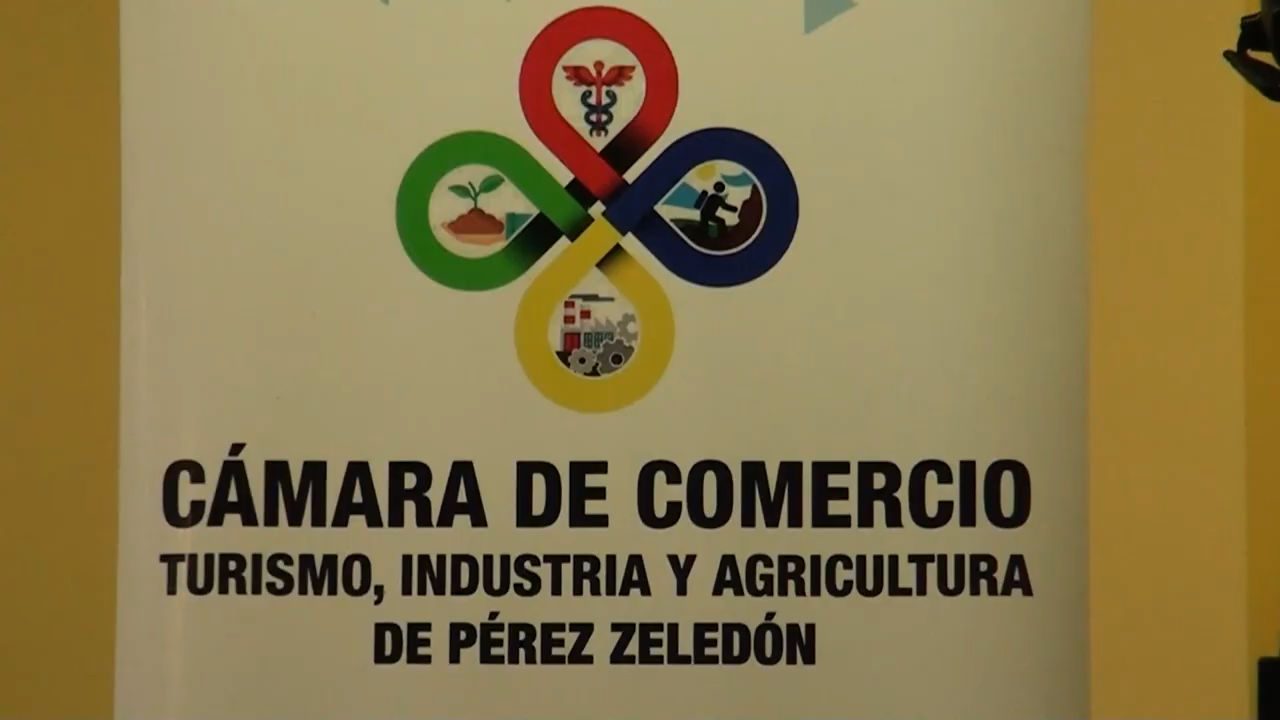 CÁMARA DE COMERCIO
TURISMO, INDUSTRIA Y AGRICULTURA
DE PÉREZ ZELEDÓN